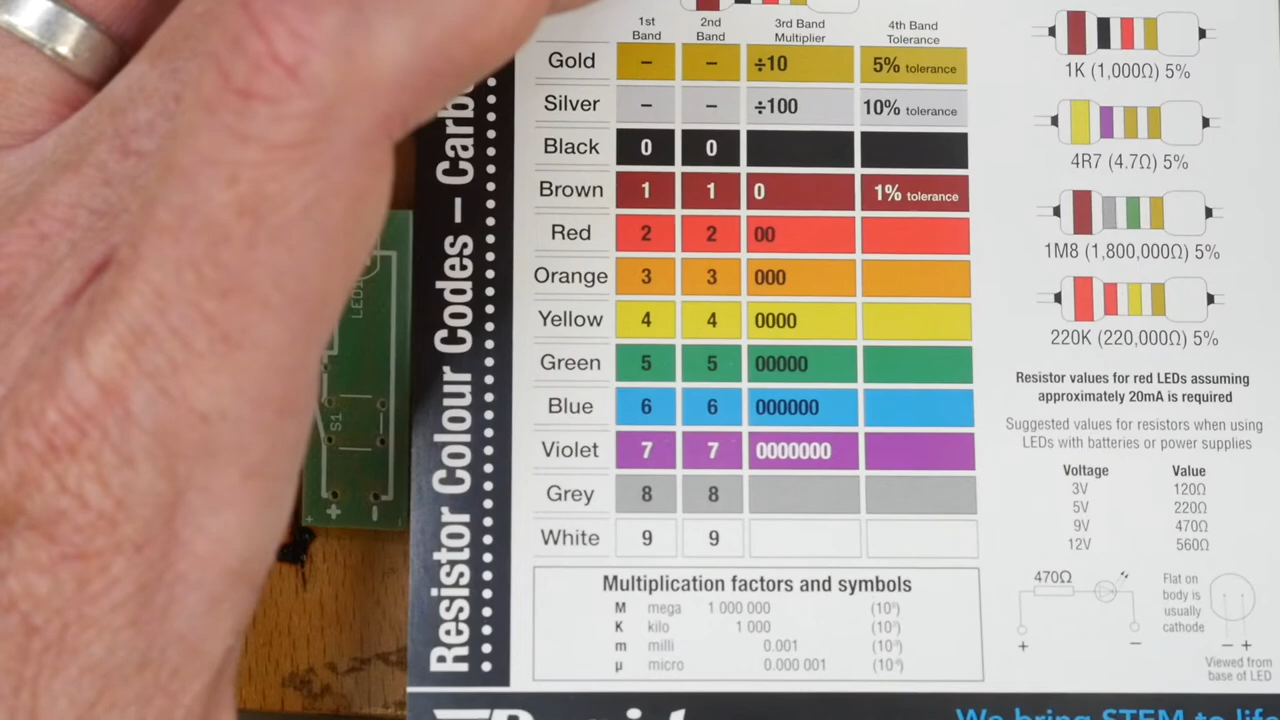 Resistor Colour Codes – Carb
1st Band 2nd Band 3rd Band Multiplier 4th Band Tolerance
Gold – – ÷10 5% tolerance
Silver – – ÷100 10% tolerance
Black 0 0
Brown 1 1 0 1% tolerance
Red 2 2 00
Orange 3 3 000
Yellow 4 4 0000
Green 5 5 00000
Blue 6 6 000000
Violet 7 7 0000000
Grey 8 8
White 9 9
Multiplication factors and symbols
M mega 1 000 000
K kilo 1 000
m milli 0.001
µ micro 0.000 001
1K (1,000Ω) 5%
4R7 (4.7Ω) 5%
1M8 (1,800,000Ω) 5%
220K (220,000Ω) 5%
Resistor values for red LEDs assuming
approximately 20mA is required
Suggested values for resistors when using
LEDs with batteries or power supplies
Voltage Value
3V 120Ω
5V 220Ω
9V 470Ω
12V 560Ω
470Ω
+ –
Flat on
body is
usually
cathode
– +
Viewed from
base of LED
We bring STEM to life
LED1
S1
+ –